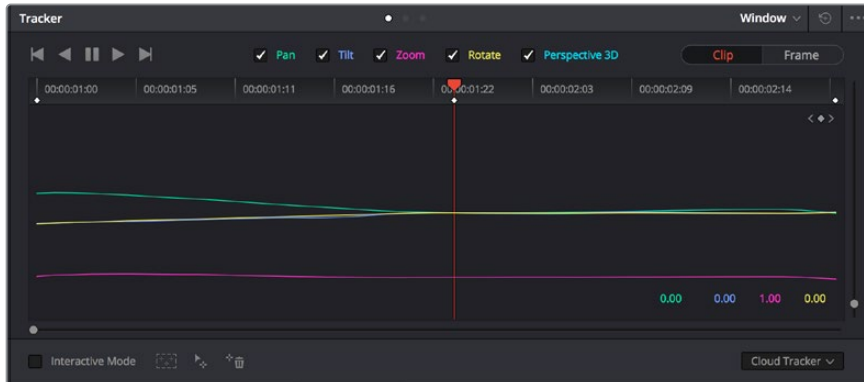 Tracker Window
Pan Tilt Zoom Rotate Perspective 3D Clip Frame
00:00:01:00 00:00:01:05 00:00:01:11 00:00:01:16 00:00:01:22 00:00:02:03 00:00:02:09 00:00:02:14
0.00 0.00 1.00 0.00
Interactive Mode Cloud Tracker